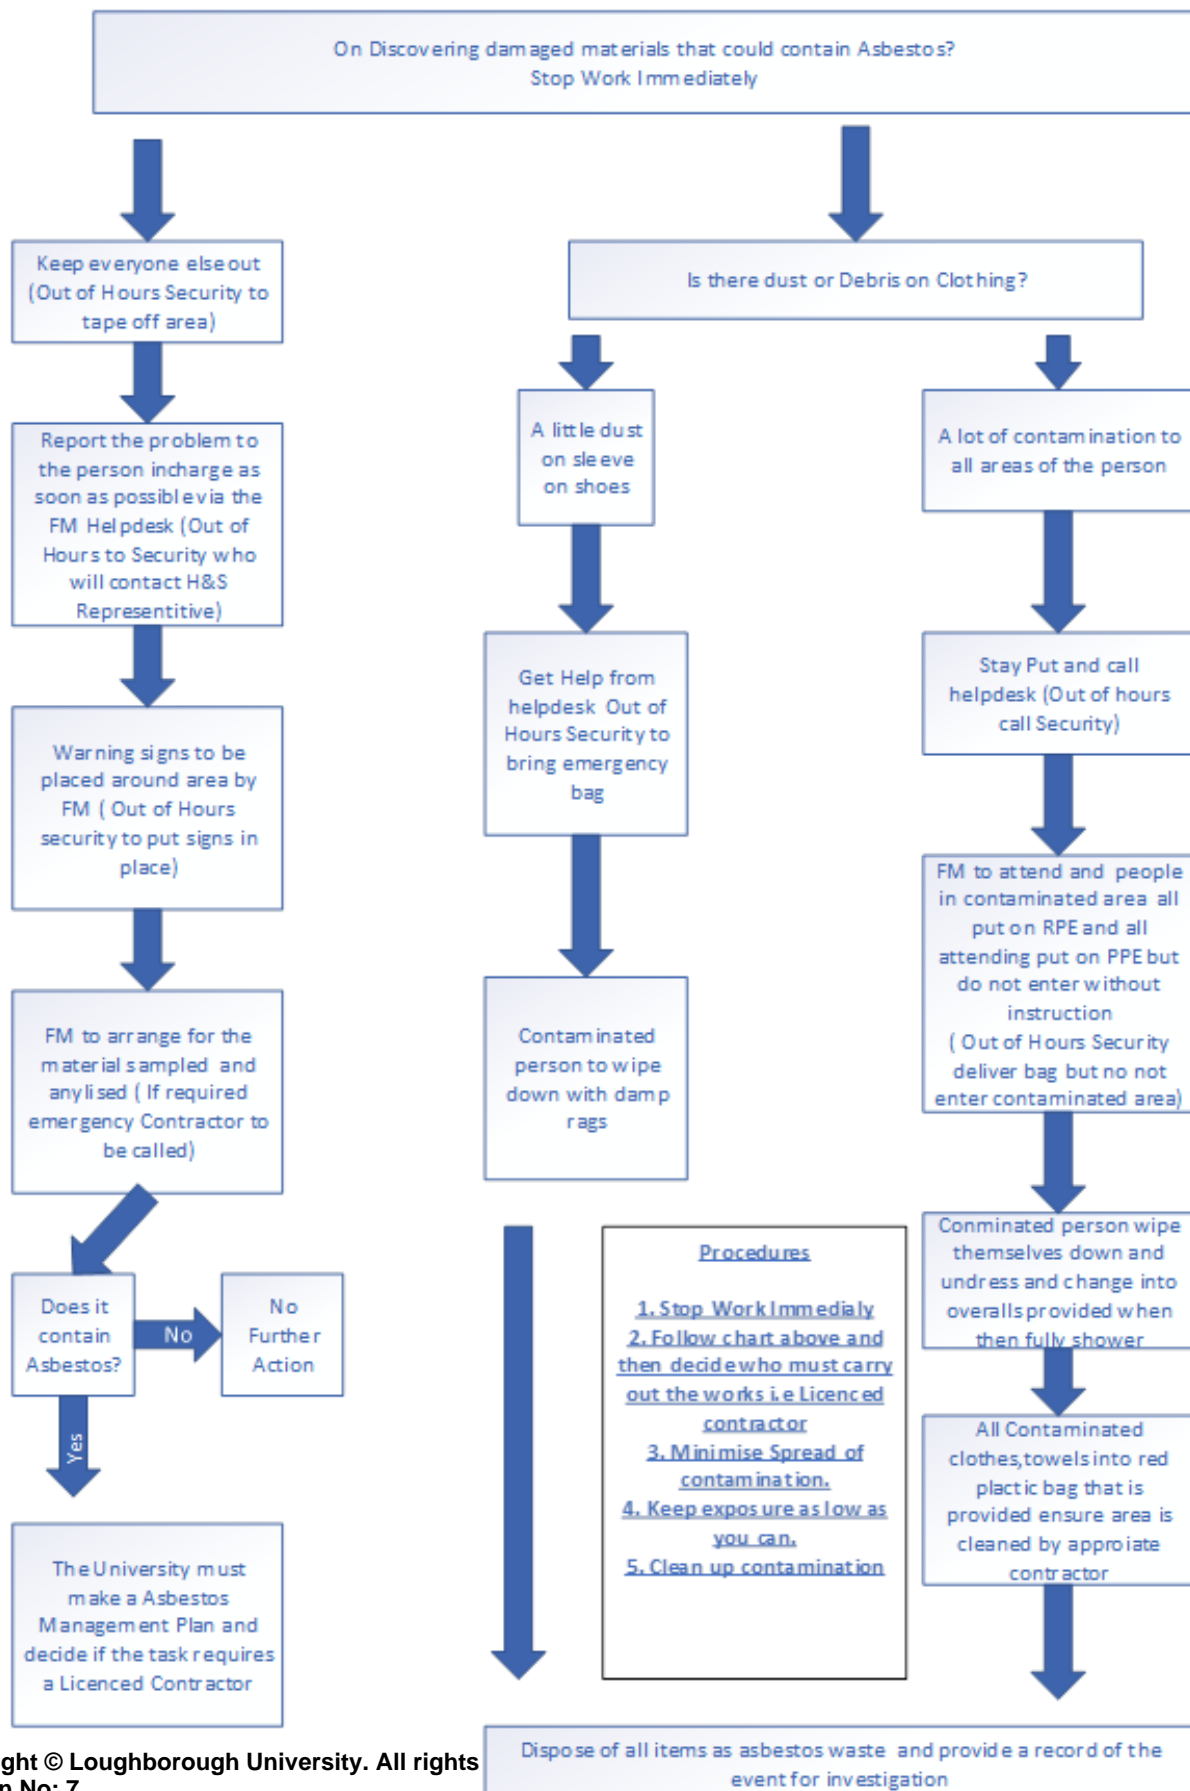 On Discovering damaged materials that could contain Asbestos?
Stop Work Immediately
Keep everyone else out
(Out of Hours Security to
tape off area)
Report the problem to
the person incharge as
soon as possible via the
FM Helpdesk (Out of
Hours to Security who
will contact H&S
Representitive)
Warning signs to be
placed around area by
FM ( Out of Hours
security to put signs in
place)
FM to arrange for the
material sampled and
anylised ( If required
emergency Contractor to
be called)
Does it
contain
Asbestos?
No
No
Further
Action
Yes
The University must
make a Asbestos
Management Plan and
decide if the task requires
a Licenced Contractor
Is there dust or Debris on Clothing?
A little dust
on sleeve
on shoes
Get Help from
helpdesk Out of
Hours Security to
bring emergency
bag
Contaminated
person to wipe
down with damp
rags
A lot of contamination to
all areas of the person
Stay Put and call
helpdesk (Out of hours
call Security)
FM to attend and people
in contaminated area all
put on RPE and all
attending put on PPE but
do not enter without
instruction
( Out of Hours Security
deliver bag but no not
enter contaminated area)
Conminated person wipe
themselves down and
undress and change into
overalls provided when
then fully shower
All Contaminated
clothes,towels into red
plactic bag that is
provided ensure area is
cleaned by approiate
contractor
Procedures
1. Stop Work Immedialy
2. Follow chart above and
then decide who must carry
out the works i.e Licenced
contractor
3. Minimise Spread of
contamination.
4. Keep exposure as low as
you can.
5. Clean up contamination
Dispose of all items as asbestos waste and provide a record of the
event for investigation
ght © Loughborough University. All rights
n No: 7